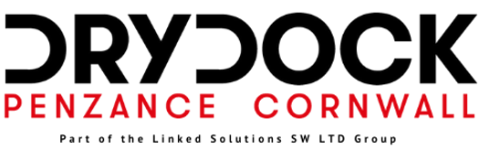 DRYDOCK
PENZANCE CORNWALL
Part of the Linked Solutions SW LTD Group